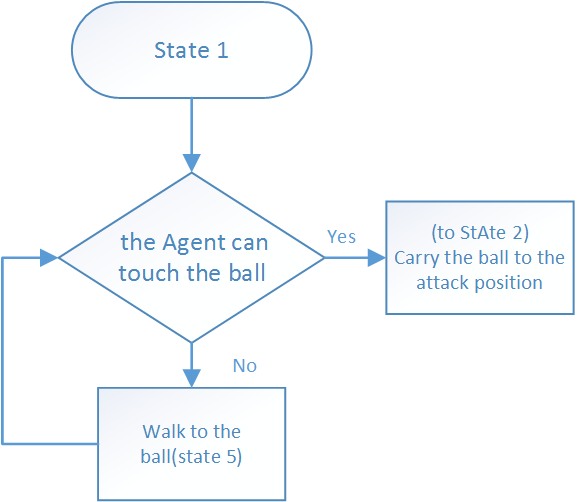 State 1
the Agent can
touch the ball
Yes
(to StAte 2)
Carry the ball to the
attack position
No
Walk to the
ball(state 5)